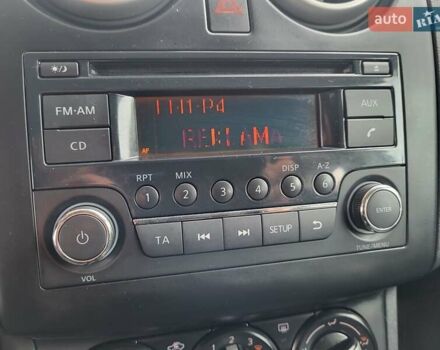 auto RIA
FM·AM
AUX
CD
AF
RPT MIX DISP A-Z
1 2 3 4 5 6
TA SETUP
ENTER
VOL
TUNE/MENU